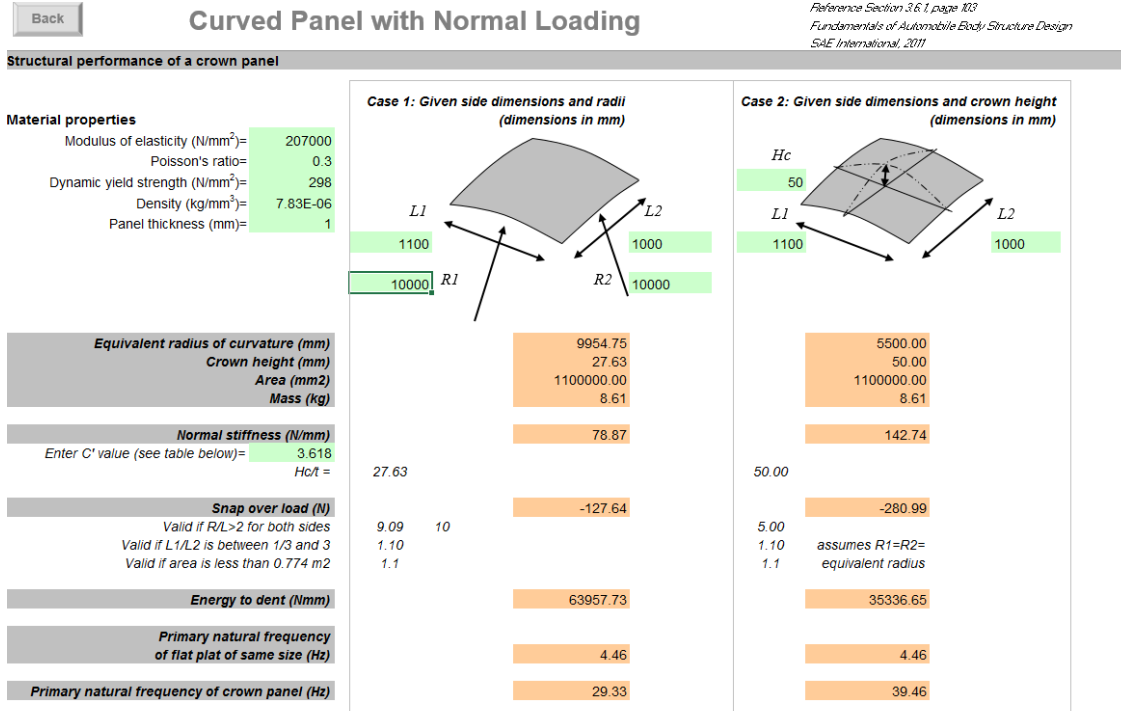 Back
Curved Panel with Normal Loading
Reference Section 3.6.1, page 103
Fundamentals of Automobile Body Structure Design
SAE International, 2011
Structural performance of a crown panel
Case 1: Given side dimensions and radii
(dimensions in mm)
Case 2: Given side dimensions and crown height
(dimensions in mm)
Material properties
Modulus of elasticity (N/mm²)= 207000
Poisson's ratio= 0.3
Dynamic yield strength (N/mm²)= 298
Density (kg/mm³)= 7.83E-06
Panel thickness (mm)= 1
Hc
50
L1 L2 L1 L2
1100 1000 1100 1000
10000 R1 R2 10000
Equivalent radius of curvature (mm) 9954.75 5500.00
Crown height (mm) 27.63 50.00
Area (mm2) 1100000.00 1100000.00
Mass (kg) 8.61 8.61
Normal stiffness (N/mm) 78.87 142.74
Enter C' value (see table below)= 3.618
Hc/t = 27.63 50.00
Snap over load (N) -127.64 -280.99
Valid if R/L>2 for both sides 9.09 10 5.00
Valid if L1/L2 is between 1/3 and 3 1.10 1.10 assumes R1=R2=
Valid if area is less than 0.774 m2 1.1 1.1 equivalent radius
Energy to dent (Nmm) 63957.73 35336.65
Primary natural frequency
of flat plat of same size (Hz) 4.46 4.46
Primary natural frequency of crown panel (Hz) 29.33 39.46